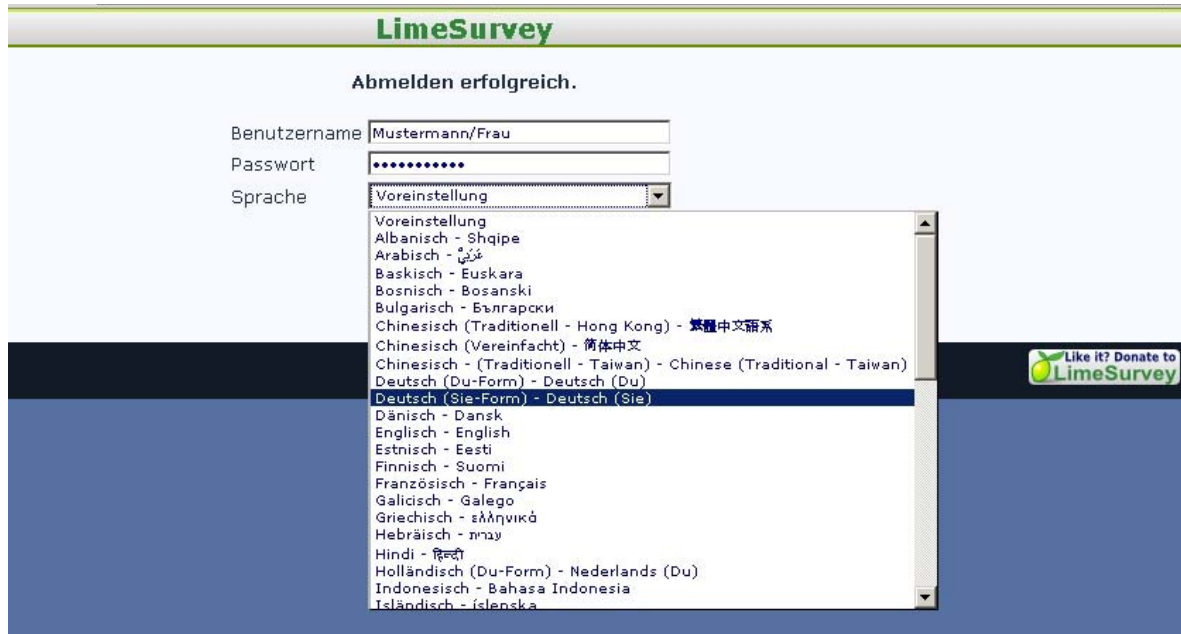 LimeSurvey
Abmelden erfolgreich.
Benutzername Mustermann/Frau
Passwort •••••••••••
Sprache Voreinstellung
Voreinstellung
Albanisch - Shqipe
Arabisch - عَرَبِيٌّ
Baskisch - Euskara
Bosnisch - Bosanski
Bulgarisch - Български
Chinesisch (Traditionell - Hong Kong) - 繁體中文語系
Chinesisch (Vereinfacht) - 简体中文
Chinesisch - (Traditionell - Taiwan) - Chinese (Traditional - Taiwan)
Deutsch (Du-Form) - Deutsch (Du)
Deutsch (Sie-Form) - Deutsch (Sie)
Dänisch - Dansk
Englisch - English
Estnisch - Eesti
Finnisch - Suomi
Französisch - Français
Galicisch - Galego
Griechisch - ελληνικά
Hebräisch - עברית
Hindi - हिन्दी
Holländisch (Du-Form) - Nederlands (Du)
Indonesisch - Bahasa Indonesia
Isländisch - íslenska
Like it? Donate to
LimeSurvey